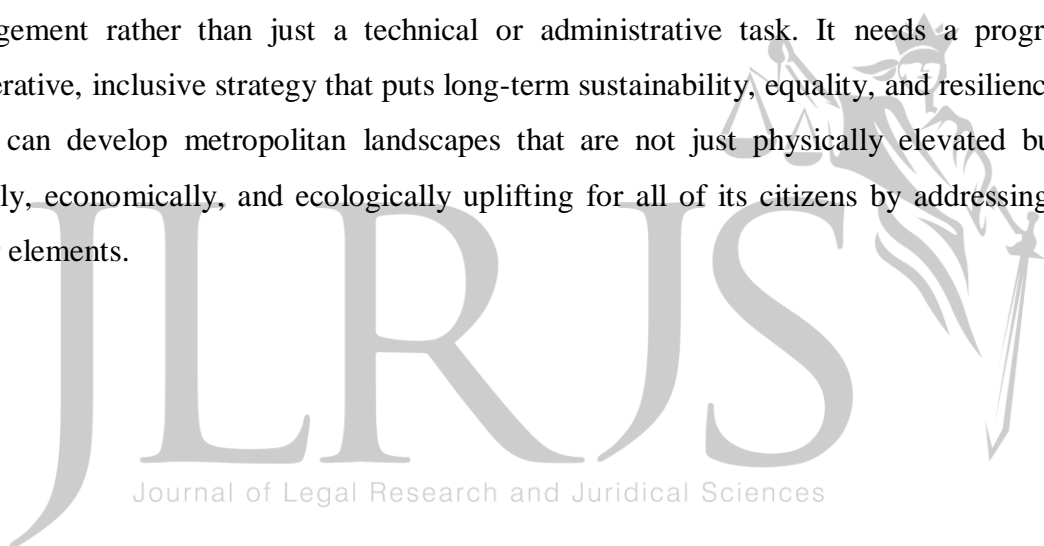 gement rather than just a technical or administrative task. It needs a progr
erative, inclusive strategy that puts long-term sustainability, equality, and resilienc
can develop metropolitan landscapes that are not just physically elevated bu
ly, economically, and ecologically uplifting for all of its citizens by addressing
elements.
JLRJS
Journal of Legal Research and Juridical Sciences